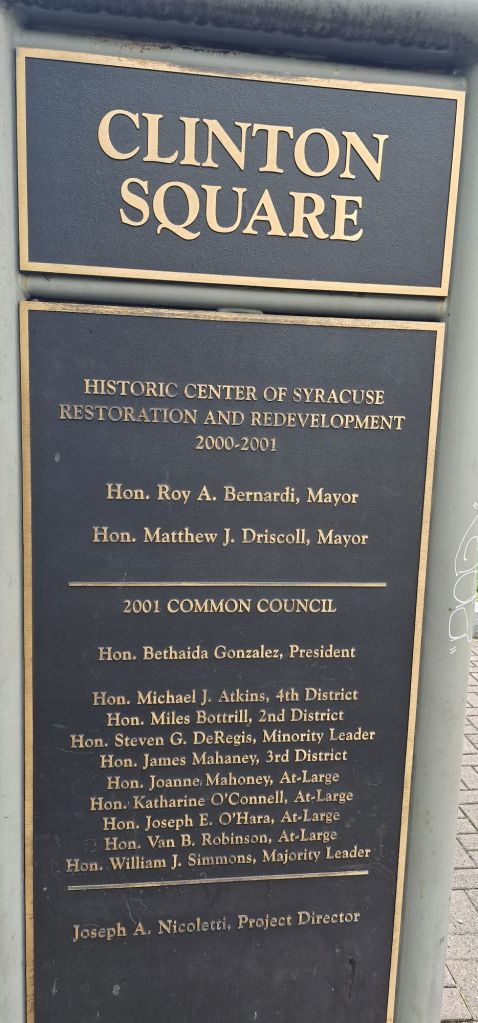 CLINTON
SQUARE
HISTORIC CENTER OF SYRACUSE
RESTORATION AND REDEVELOPMENT
2000-2001
Hon. Roy A. Bernardi, Mayor
Hon. Matthew J. Driscoll, Mayor
2001 COMMON COUNCIL
Hon. Bethaida Gonzalez, President
Hon. Michael J. Atkins, 4th District
Hon. Miles Bottrill, 2nd District
Hon. Steven G. DeRegis, Minority Leader
Hon. James Mahaney, 3rd District
Hon. Joanne Mahoney, At-Large
Hon. Katharine O'Connell, At-Large
Hon. Joseph E. O'Hara, At-Large
Hon. Van B. Robinson, At-Large
Hon. William J. Simmons, Majority Leader
Joseph A. Nicoletti, Project Director